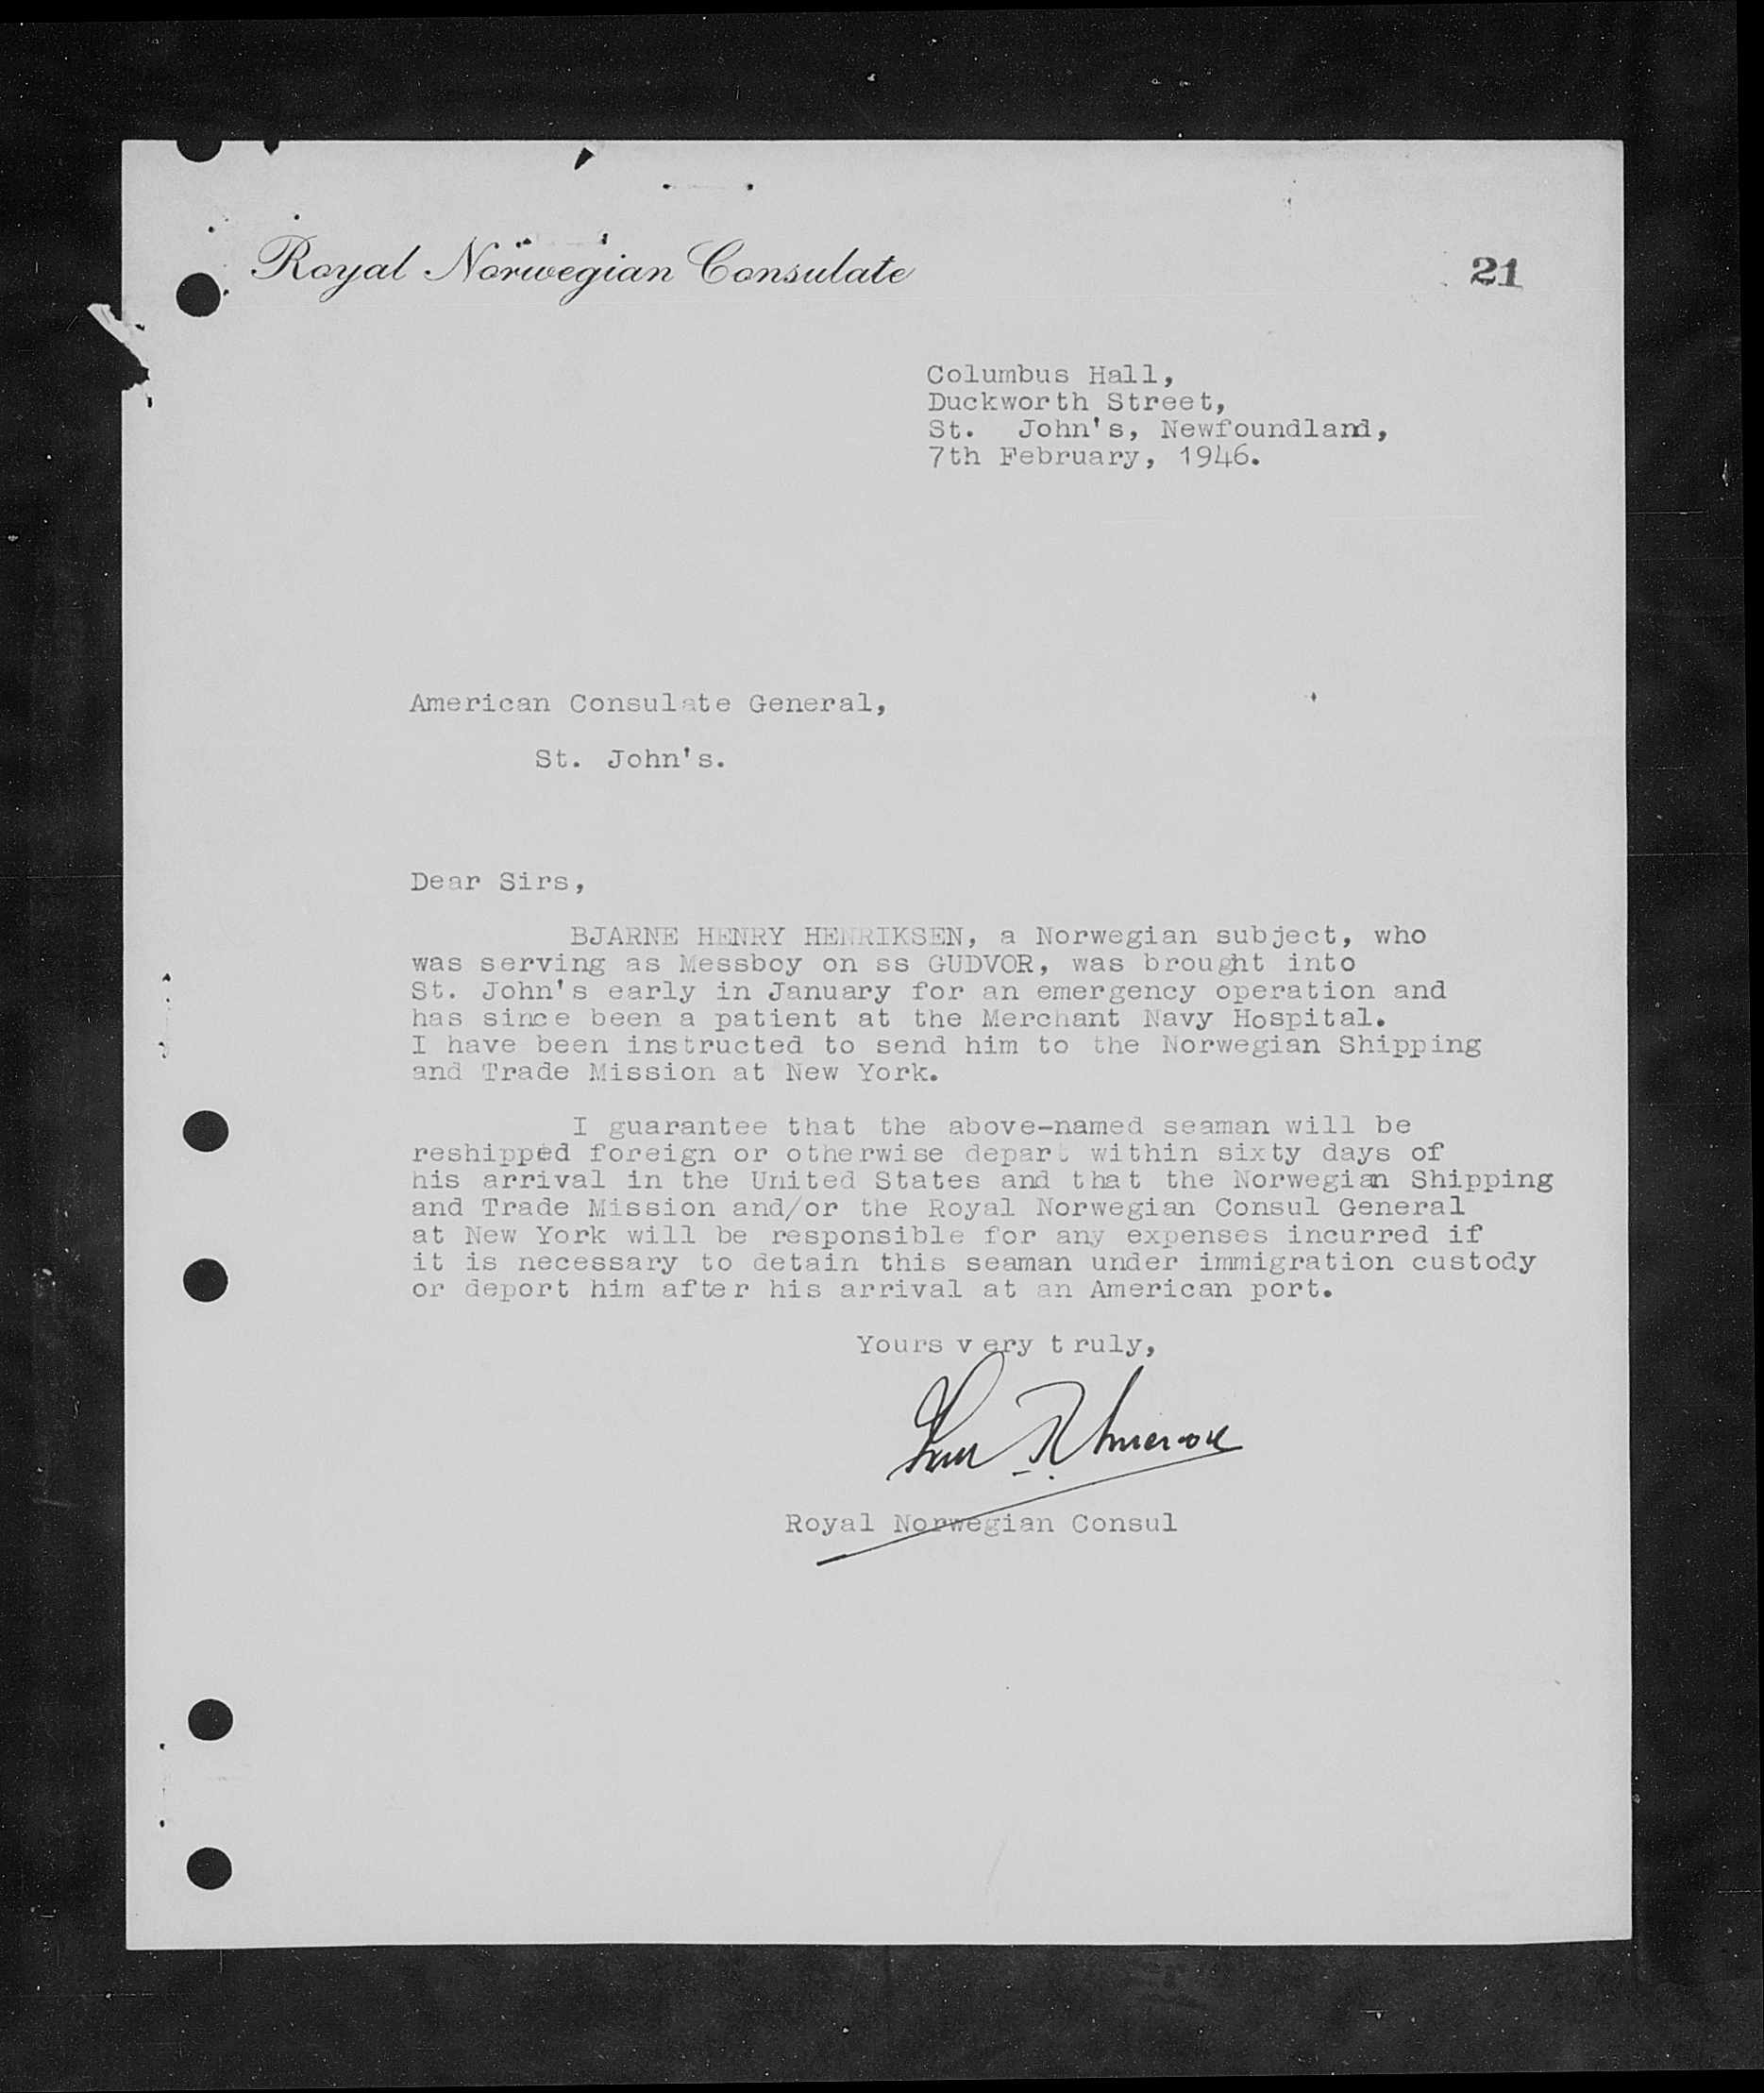 Royal Norwegian Consulate
21
Columbus Hall,
Duckworth Street,
St. John's, Newfoundland,
7th February, 1946.
American Consulate General,
St. John's.
Dear Sirs,
BJARNE HENRY HENRIKSEN, a Norwegian subject, who
was serving as Messboy on ss GUDVOR, was brought into
St. John's early in January for an emergency operation and
has since been a patient at the Merchant Navy Hospital.
I have been instructed to send him to the Norwegian Shipping
and Trade Mission at New York.
I guarantee that the above-named seaman will be
reshipped foreign or otherwise depart within sixty days of
his arrival in the United States and that the Norwegian Shipping
and Trade Mission and/or the Royal Norwegian Consul General
at New York will be responsible for any expenses incurred if
it is necessary to detain this seaman under immigration custody
or deport him after his arrival at an American port.
Yours very truly,
Royal Norwegian Consul